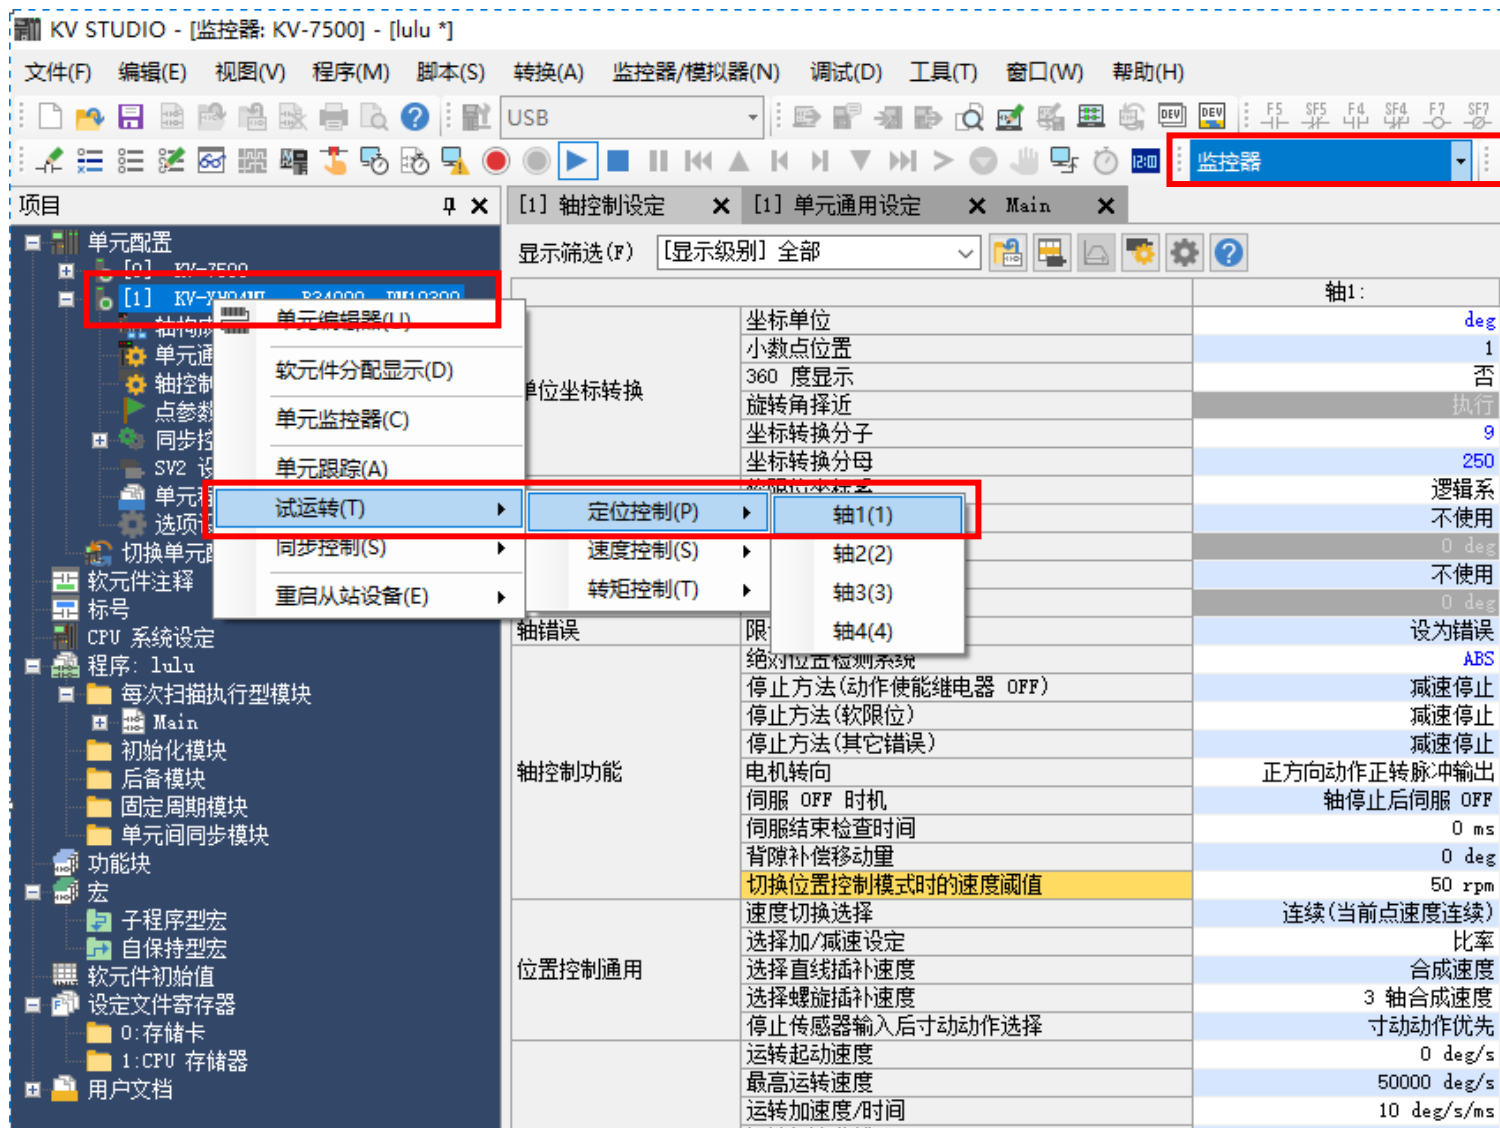 KV STUDIO - [监控器: KV-7500] - [lulu *]
文件(F) 编辑(E) 视图(V) 程序(M) 脚本(S) 转换(A) 监控器/模拟器(N) 调试(D) 工具(T) 窗口(W) 帮助(H)
USB
DEV DEV F5 SF5 F4 SF4 F7 SF7
监控器
项目
[1] 轴控制设定 [1] 单元通用设定 Main
显示筛选(F) [显示级别] 全部
单元配置
[0] KV-7500
[1]
单元编辑器(U)
软元件分配显示(D)
单元监控器(C)
单元跟踪(A)
试运转(T)
同步控制(S)
重启从站设备(E)
定位控制(P)
速度控制(S)
转矩控制(T)
轴1(1)
轴2(2)
轴3(3)
轴4(4)
轴构成
单元通
轴控制
点参数
同步控
SV2 设
单元
选项
切换单元配
软元件注释
标号
CPU 系统设定
程序: lulu
每次扫描执行型模块
Main
初始化模块
后备模块
固定周期模块
单元间同步模块
功能块
宏
子程序型宏
自保持型宏
软元件初始值
设定文件寄存器
0:存储卡
1:CPU 存储器
用户文档
轴1:
单位坐标转换
坐标单位 deg
小数点位置 1
360 度显示 否
旋转角择近 执行
坐标转换分子 9
坐标转换分母 250
逻辑系
不使用
0 deg
不使用
0 deg
轴错误 限 设为错误
轴控制功能
绝对位置检测系统 ABS
停止方法(动作使能继电器 OFF) 减速停止
停止方法(软限位) 减速停止
停止方法(其它错误) 减速停止
电机转向 正方向动作正转脉冲输出
伺服 OFF 时机 轴停止后伺服 OFF
伺服结束检查时间 0 ms
背隙补偿移动量 0 deg
切换位置控制模式时的速度阈值 50 rpm
位置控制通用
速度切换选择 连续(当前点速度连续)
选择加/减速设定 比率
选择直线插补速度 合成速度
选择螺旋插补速度 3 轴合成速度
停止传感器输入后寸动动作选择 寸动动作优先
运转起动速度 0 deg/s
最高运转速度 50000 deg/s
运转加速度/时间 10 deg/s/ms